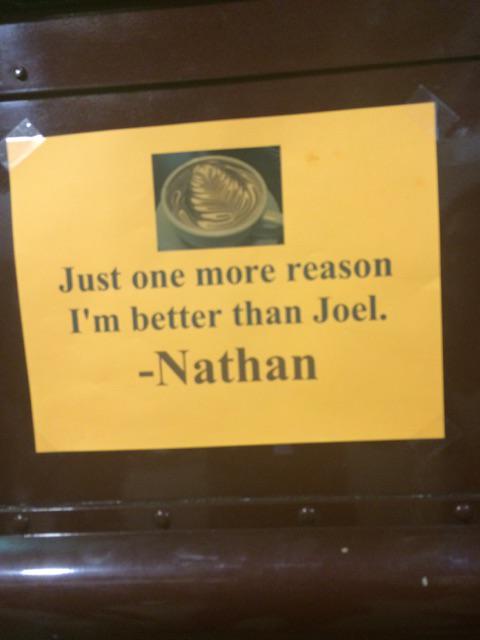 Just one more reason
I'm better than Joel.
-Nathan